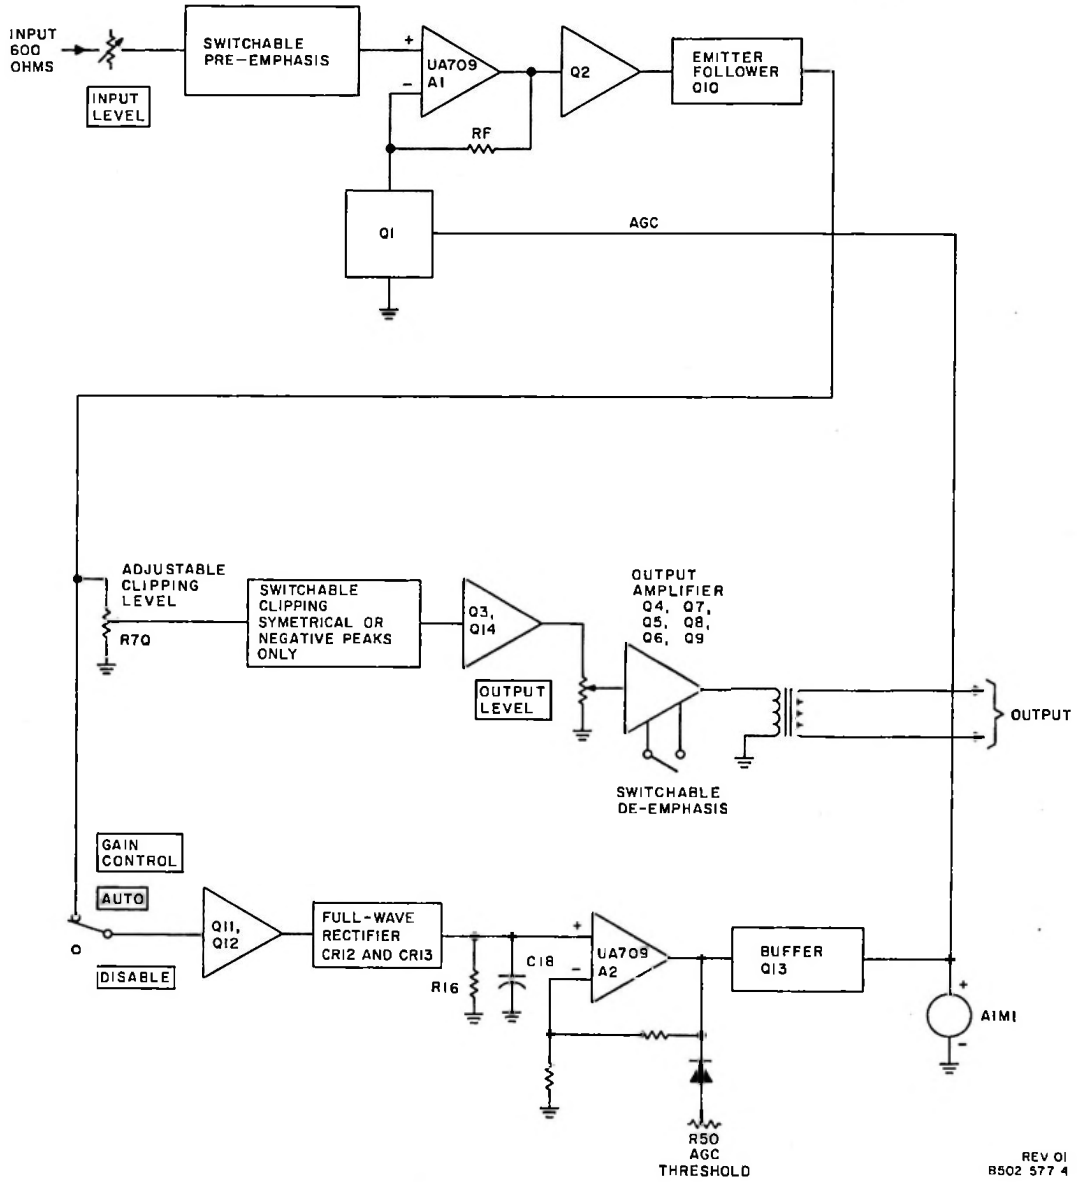 INPUT
600
OHMS
INPUT
LEVEL
SWITCHABLE
PRE-EMPHASIS
+
-
UA709
A1
RF
Q2
EMITTER
FOLLOWER
Q10
Q1
AGC
ADJUSTABLE
CLIPPING
LEVEL
R70
SWITCHABLE
CLIPPING
SYMETRICAL OR
NEGATIVE PEAKS
ONLY
Q3,
Q14
OUTPUT
LEVEL
OUTPUT
AMPLIFIER
Q4, Q7,
Q5, Q8,
Q6, Q9
SWITCHABLE
DE-EMPHASIS
OUTPUT
GAIN
CONTROL
AUTO
DISABLE
Q11,
Q12
FULL-WAVE
RECTIFIER
CR12 AND CR13
R16
C18
+
-
UA709
A2
BUFFER
Q13
+
A1M1
-
R50
AGC
THRESHOLD
REV 01
8502 577 4